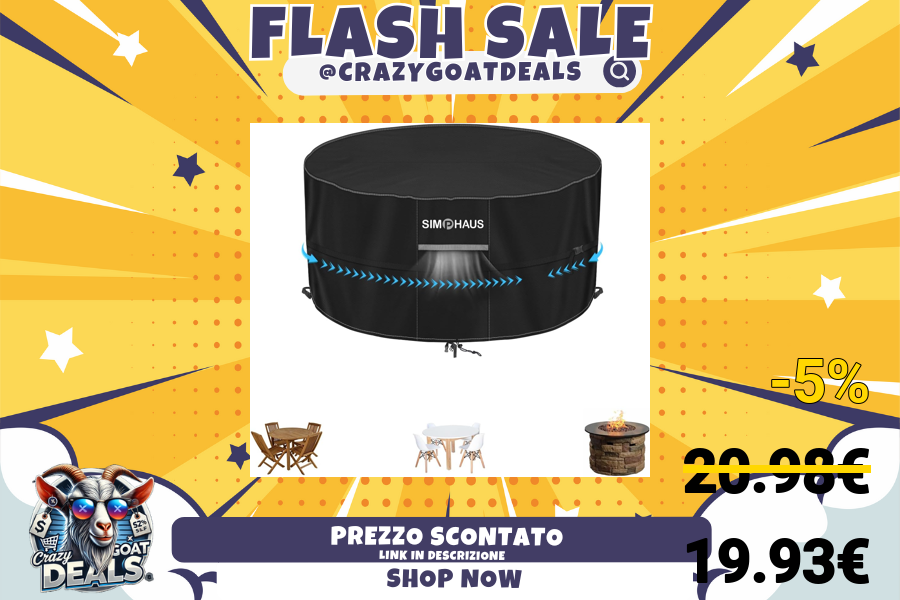 FLASH SALE
@CRAZYGOATDEALS
SIMPHAUS
-5%
20.98€
19.93€
PREZZO SCONTATO
LINK IN DESCRIZIONE
SHOP NOW
$
52%
Crazy
GOAT
DEALS